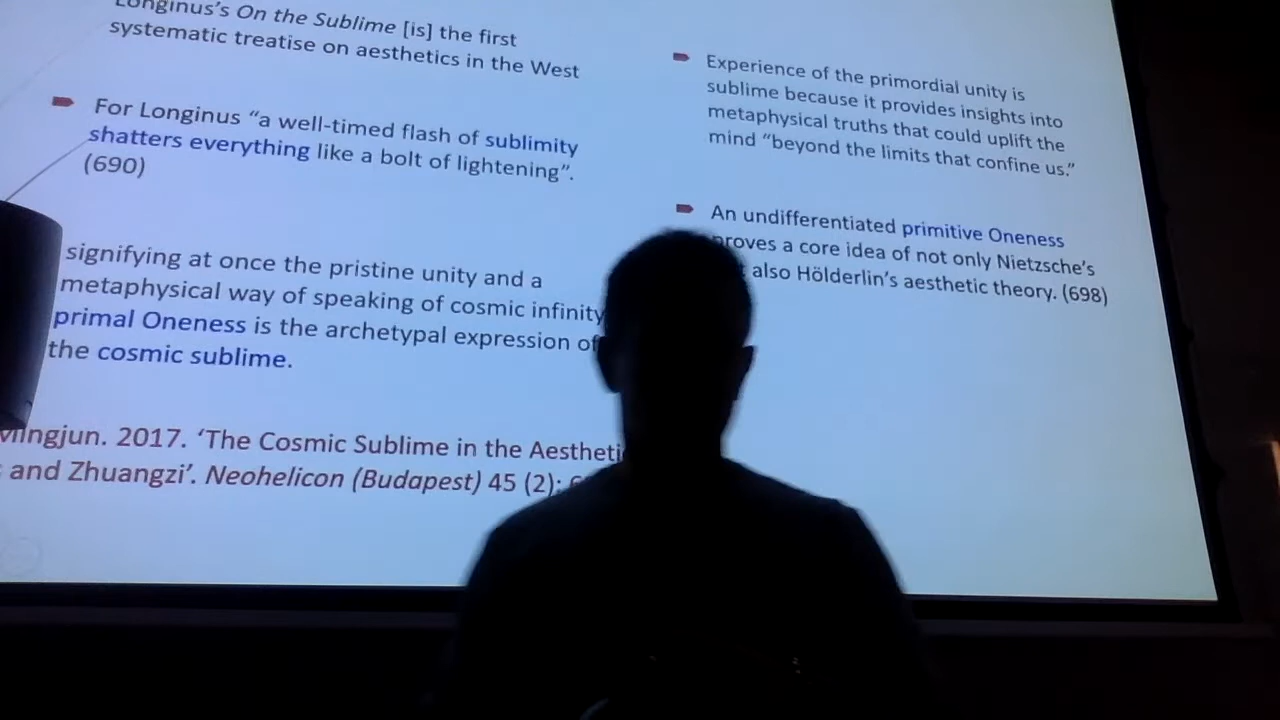 Longinus's On the Sublime [is] the first
systematic treatise on aesthetics in the West
For Longinus “a well-timed flash of sublimity
shatters everything like a bolt of lightening”.
(690)
signifying at once the pristine unity and a
metaphysical way of speaking of cosmic infinity
primal Oneness is the archetypal expression of
the cosmic sublime.
Mingjun. 2017. ‘The Cosmic Sublime in the Aestheti
and Zhuangzi’. Neohelicon (Budapest) 45 (2):
Experience of the primordial unity is
sublime because it provides insights into
metaphysical truths that could uplift the
mind “beyond the limits that confine us.”
An undifferentiated primitive Oneness
proves a core idea of not only Nietzsche’s
also Hölderlin’s aesthetic theory. (698)